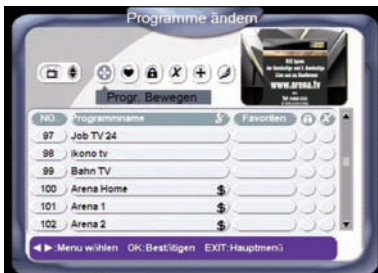 Programme ändern
www.arena.tv
Progr. Bewegen
NO. Programmname $ Favoriten
97 Job TV 24
98 ikono tv
99 Bahn TV
100 Arena Home $
101 Arena 1 $
102 Arena 2 $
◄ ►:Menu wählen OK:Bestätigen EXIT:Hauptmenü